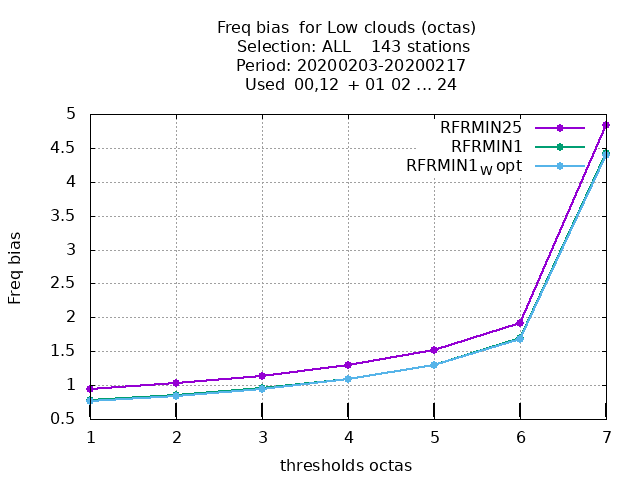 Freq bias  for Low clouds (octas)
Selection: ALL    143 stations
Period: 20200203-20200217
Used  00,12  + 01 02 ... 24
RFRMIN25
RFRMIN1
RFRMIN1W opt
5
4.5
4
3.5
3
2.5
2
1.5
1
0.5
Freq bias
1 2 3 4 5 6 7
thresholds octas